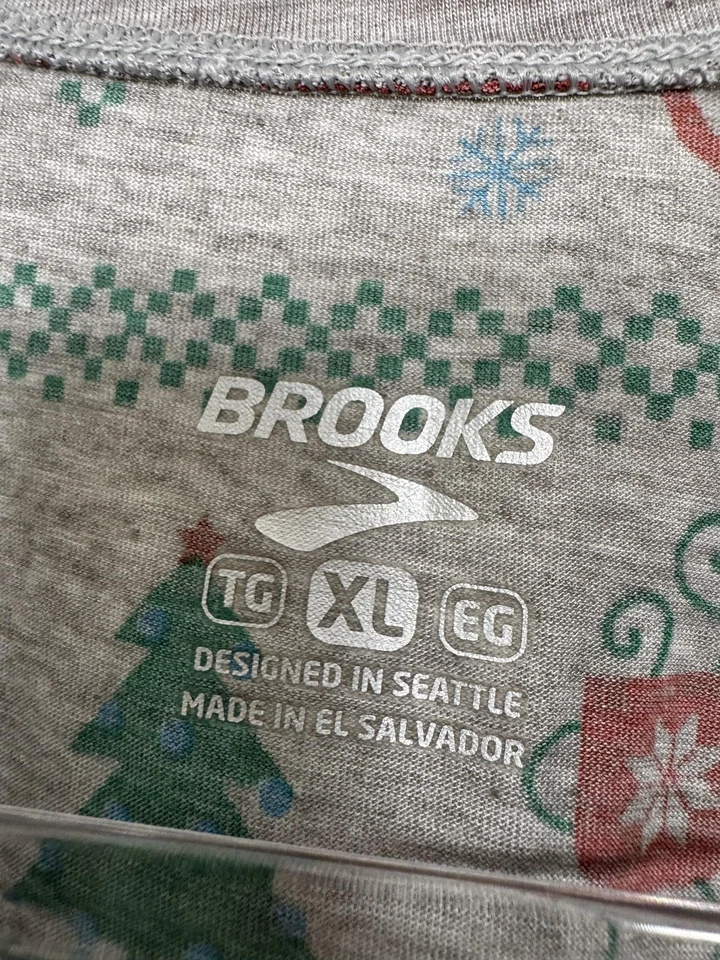 BROOKS
TG XL EG
DESIGNED IN SEATTLE
MADE IN EL SALVADOR